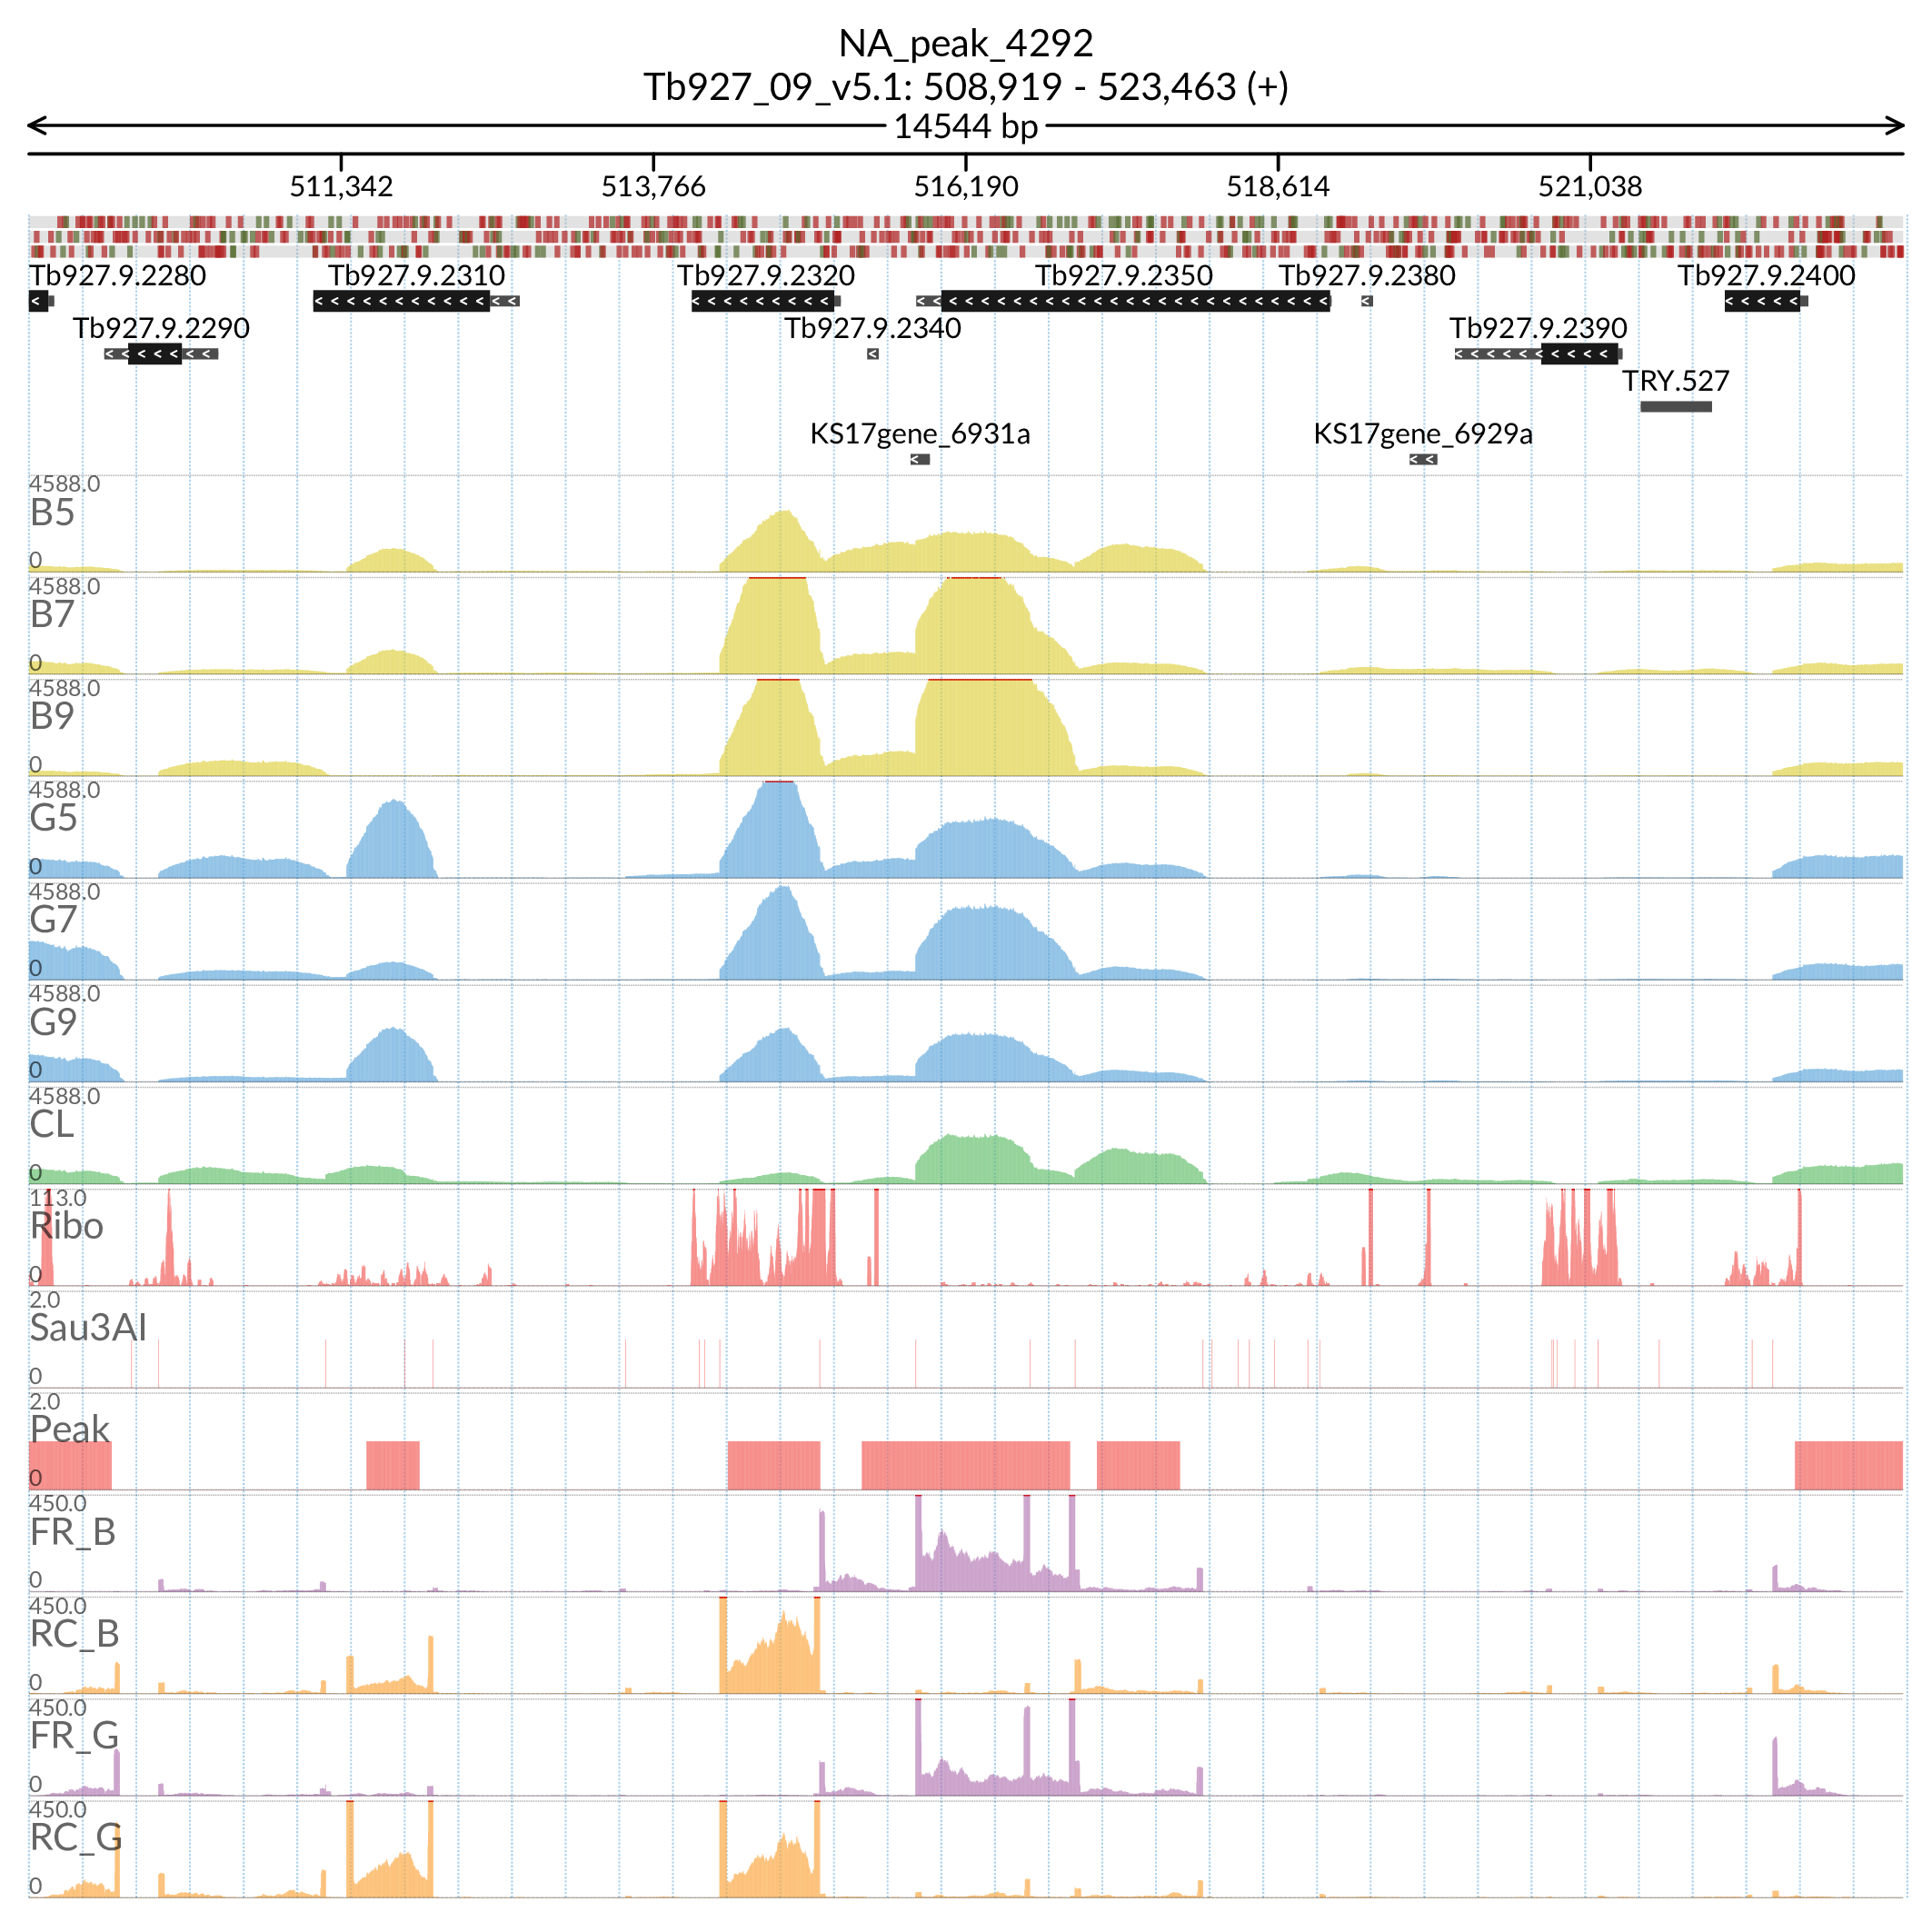 NA_peak_4292
Tb927_09_v5.1: 508,919 - 523,463 (+)
14544 bp
511,342 513,766 516,190 518,614 521,038
Tb927.9.2280 Tb927.9.2310 Tb927.9.2320 Tb927.9.2350 Tb927.9.2380 Tb927.9.2400
Tb927.9.2290 Tb927.9.2340 Tb927.9.2390
TRY.527
KS17gene_6931a KS17gene_6929a
4588.0
B5
0
4588.0
B7
0
4588.0
B9
0
4588.0
G5
0
4588.0
G7
0
4588.0
G9
0
4588.0
CL
0
113.0
Ribo
0
2.0
Sau3AI
0
2.0
Peak
0
450.0
FR_B
0
450.0
RC_B
0
450.0
FR_G
0
450.0
RC_G
0